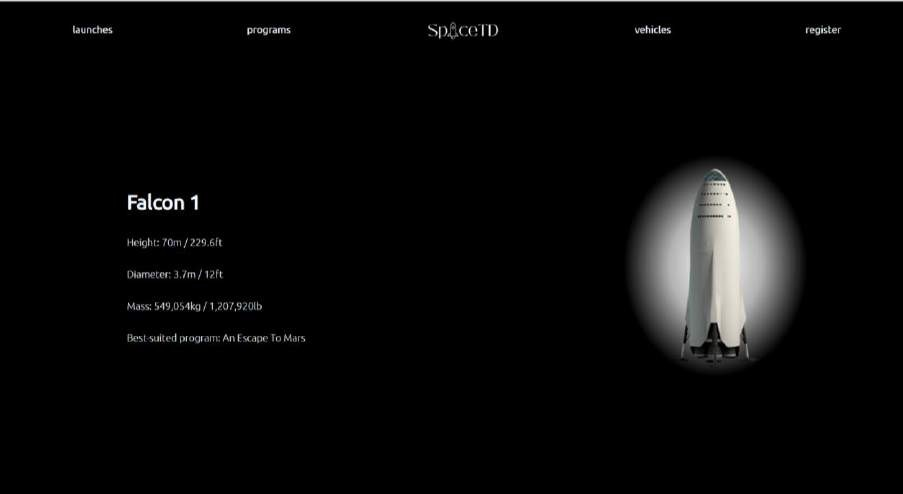 launches
programs
SpaceTD
vehicles
register
Falcon 1
Height: 70m / 229.6ft
Diameter: 3.7m / 12ft
Mass: 549,054kg / 1,207,920lb
Best-suited program: An Escape To Mars